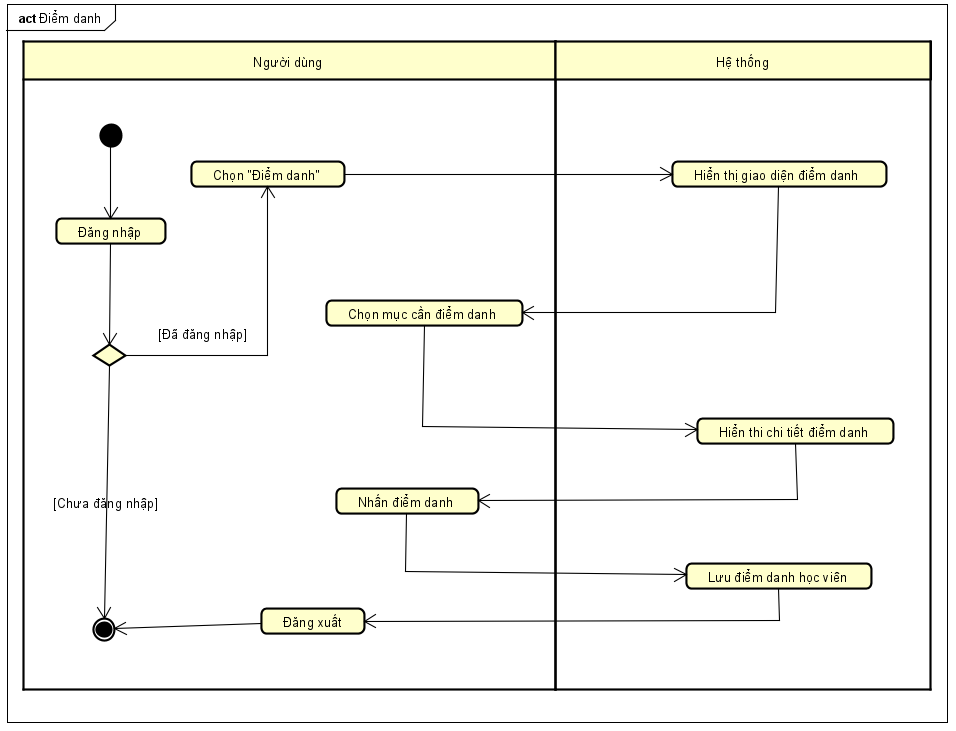 act Điểm danh
Người dùng
Hệ thống
Chọn "Điểm danh"
Hiển thị giao diện điểm danh
Đăng nhập
Chọn mục cần điểm danh
[Đã đăng nhập]
Hiển thi chi tiết điểm danh
Nhấn điểm danh
[Chưa đăng nhập]
Lưu điểm danh học viên
Đăng xuất